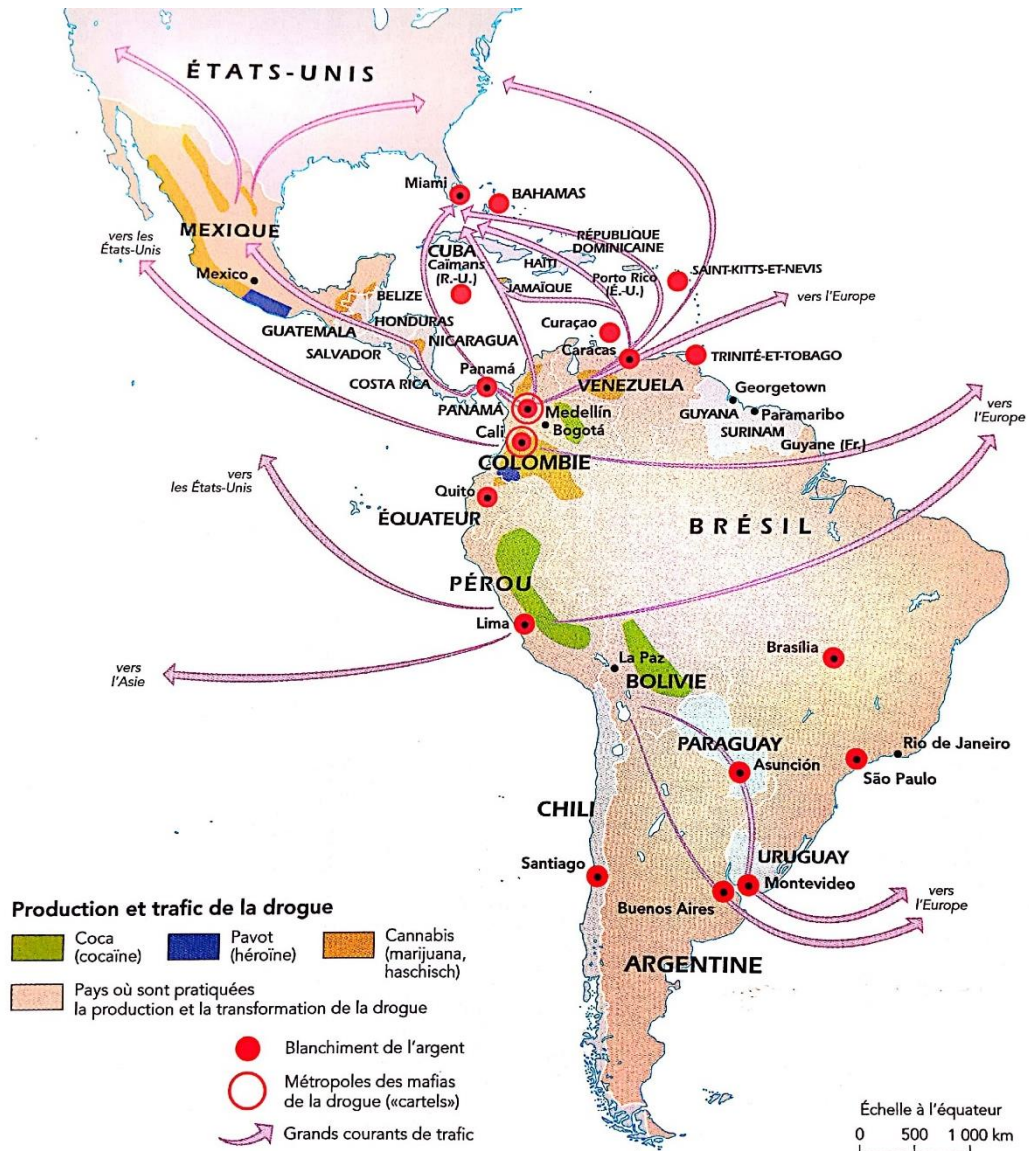 ÉTATS-UNIS
Miami
BAHAMAS
MEXIQUE
vers les
États-Unis
CUBA
RÉPUBLIQUE
DOMINICAINE
Caïmans
(R.-U.)
HAÏTI
Mexico
JAMAÏQUE
Porto Rico
(É.-U.)
SAINT-KITTS-ET-NEVIS
BELIZE
vers l'Europe
HONDURAS
GUATEMALA
NICARAGUA
Curaçao
SALVADOR
Caracas
TRINITÉ-ET-TOBAGO
Panamá
COSTA RICA
VENEZUELA
Georgetown
PANAMÁ
Medellín
GUYANA
Paramaribo
vers
l'Europe
Bogotá
Cali
SURINAM
COLOMBIE
Guyane (Fr.)
vers
les États-Unis
Quito
ÉQUATEUR
BRÉSIL
PÉROU
Lima
Brasília
vers
l'Asie
La Paz
BOLIVIE
PARAGUAY
Rio de Janeiro
Asunción
São Paulo
CHILI
URUGUAY
Santiago
Montevideo
Buenos Aires
vers
l'Europe
ARGENTINE
Production et trafic de la drogue
Coca
(cocaïne)
Pavot
(héroïne)
Cannabis
(marijuana,
haschisch)
Pays où sont pratiquées
la production et la transformation de la drogue
Blanchiment de l'argent
Métropoles des mafias
de la drogue («cartels»)
Grands courants de trafic
Échelle à l'équateur
0 500 1 000 km